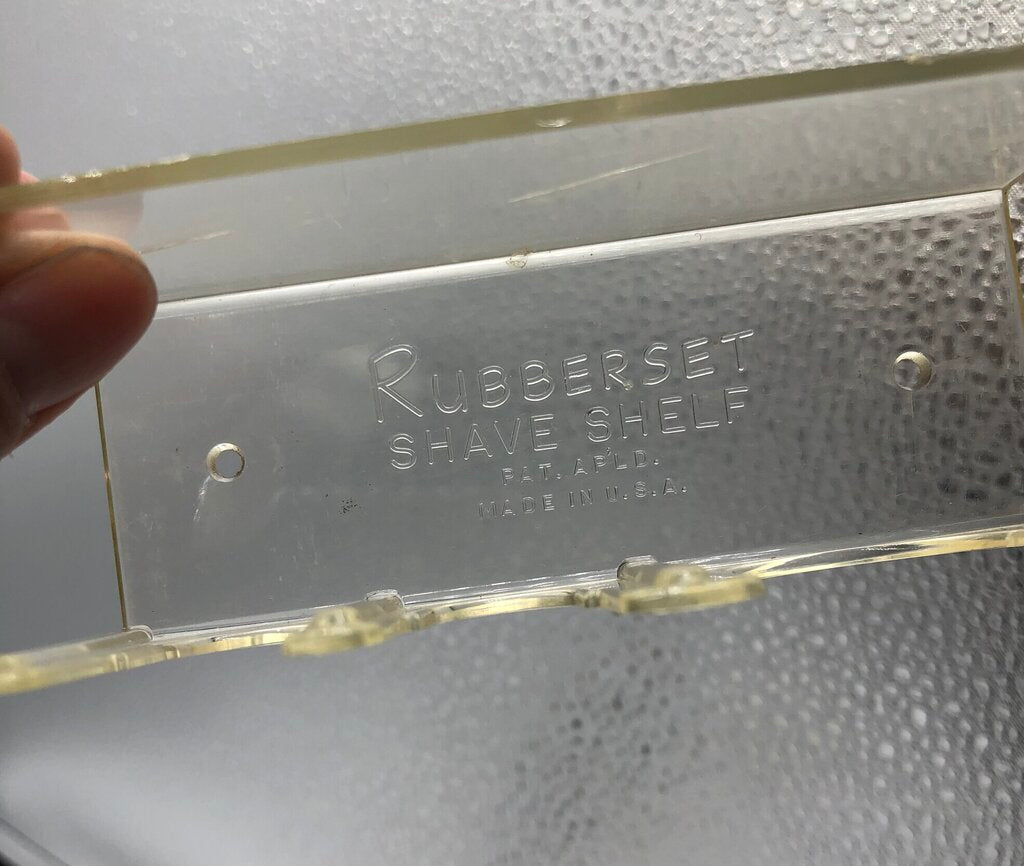 RUBBERSET
SHAVE SHELF
PAT. AP'LD.
MADE IN U.S.A.